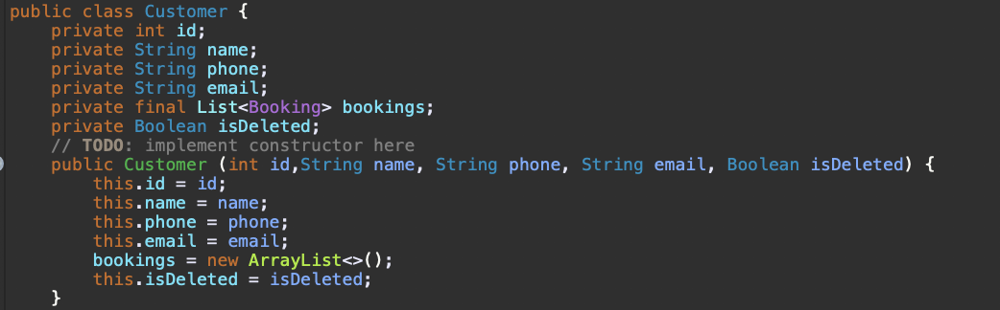 public class Customer {
    private int id;
    private String name;
    private String phone;
    private String email;
    private final List<Booking> bookings;
    private Boolean isDeleted;
    // TODO: implement constructor here
    public Customer (int id,String name, String phone, String email, Boolean isDeleted) {
        this.id = id;
        this.name = name;
        this.phone = phone;
        this.email = email;
        bookings = new ArrayList<>();
        this.isDeleted = isDeleted;
    }